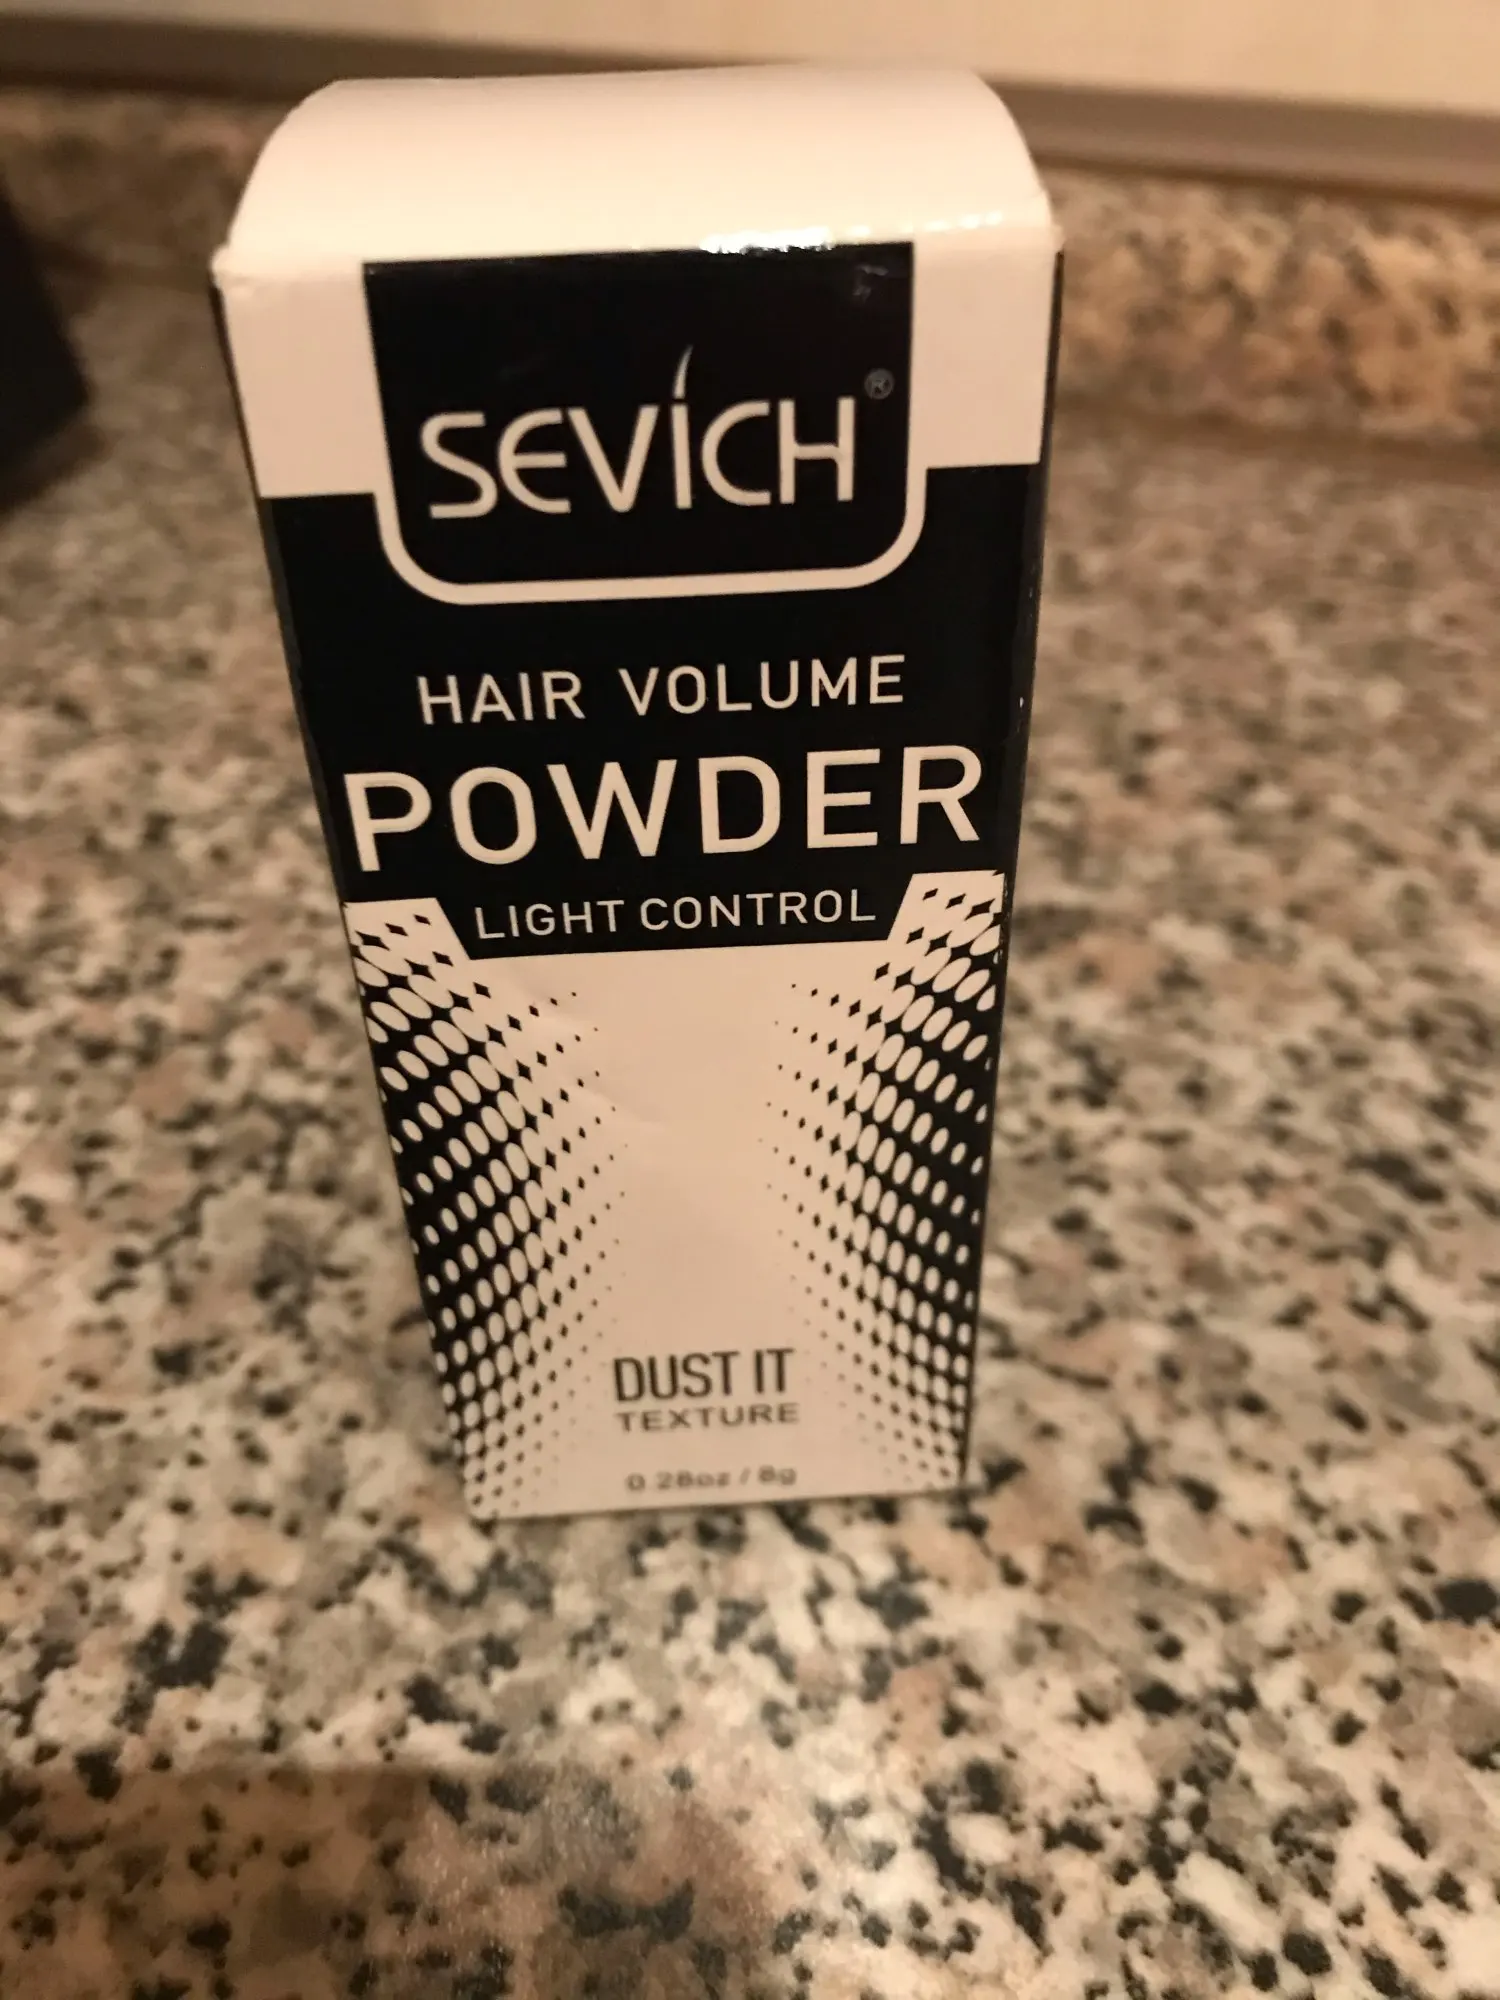 SEVICH®
HAIR VOLUME
POWDER
LIGHT CONTROL
DUST IT
TEXTURE
0.28oz / 8g